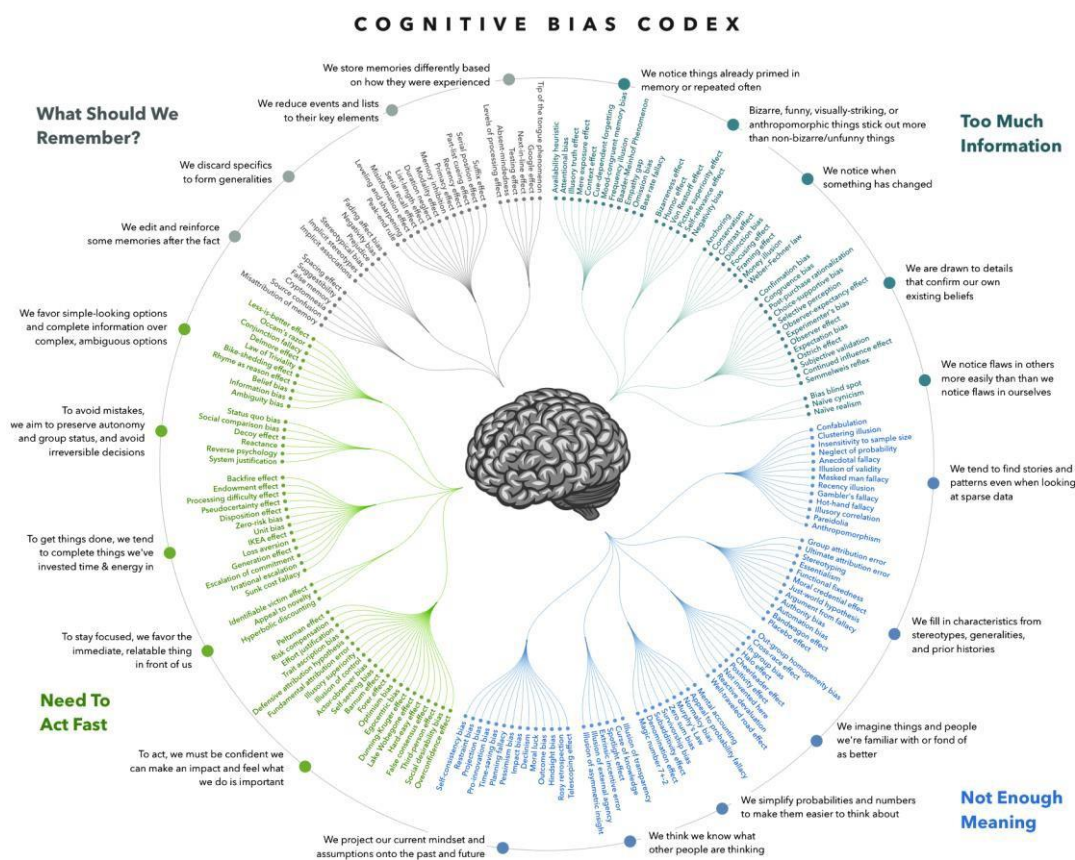 COGNITIVE BIAS CODEX
What Should We
Remember?
Too Much
Information
Need To
Act Fast
Not Enough
Meaning
We store memories differently based
on how they were experienced
We reduce events and lists
to their key elements
We discard specifics
to form generalities
We edit and reinforce
some memories after the fact
We favor simple-looking options
and complete information over
complex, ambiguous options
To avoid mistakes,
we aim to preserve autonomy
and group status, and avoid
irreversible decisions
To get things done, we tend
to complete things we've
invested time & energy in
To stay focused, we favor the
immediate, relatable thing
in front of us
To act, we must be confident we
can make an impact and feel what
we do is important
We notice things already primed in
memory or repeated often
Bizarre, funny, visually-striking, or
anthropomorphic things stick out more
than non-bizarre/unfunny things
We notice when
something has changed
We are drawn to details
that confirm our own
existing beliefs
We notice flaws in others
more easily than than we
notice flaws in ourselves
We tend to find stories and
patterns even when looking
at sparse data
We fill in characteristics from
stereotypes, generalities,
and prior histories
We imagine things and people
we're familiar with or fond of
as better
We simplify probabilities and numbers
to make them easier to think about
We think we know what
other people are thinking
We project our current mindset and
assumptions onto the past and future
Tip of the tongue phenomenon
Google effect
Next-in-line effect
Testing effect
Absent-mindedness
Levels of processing effect
Suffix effect
Serial position effect
Part-list cueing effect
Recency effect
Primacy effect
Memory inhibition
Modality effect
Duration neglect
List-length effect
Serial recall effect
Misinformation effect
Leveling and sharpening
Peak-end rule
Fading affect bias
Negativity bias
Prejudice
Stereotypical bias
Implicit stereotypes
Implicit associations
Spacing effect
Suggestibility
False memory
Cryptomnesia
Source confusion
Misattribution of memory
Less-is-better effect
Occam's razor
Conjunction fallacy
Delmore effect
Law of Triviality
Bike-shedding effect
Rhyme as reason effect
Belief bias
Information bias
Ambiguity bias
Status quo bias
Social comparison bias
Decoy effect
Reactance
Reverse psychology
System justification
Backfire effect
Endowment effect
Processing difficulty effect
Pseudocertainty effect
Disposition effect
Zero-risk bias
Unit bias
IKEA effect
Loss aversion
Generation effect
Escalation of commitment
Irrational escalation
Sunk cost fallacy
Identifiable victim effect
Appeal to novelty
Hyperbolic discounting
Peltzman effect
Risk compensation
Effort justification
Trait ascription bias
Defensive attribution hypothesis
Fundamental attribution error
Illusory superiority
Illusion of control
Actor-observer bias
Self-serving bias
Barnum effect
Forer effect
Optimism bias
Egocentric bias
Dunning-Kruger effect
Lake Wobegone effect
Hard-easy effect
False consensus effect
Third-person effect
Social desirability bias
Overconfidence effect
Availability heuristic
Attentional bias
Illusory truth effect
Mere exposure effect
Context effect
Cue-dependent forgetting
Mood-congruent memory bias
Frequency illusion
Baader-Meinhof Phenomenon
Empathy gap
Omission bias
Base rate fallacy
Bizarreness effect
Humor effect
Von Restorff effect
Picture superiority effect
Self-relevance effect
Negativity bias
Anchoring
Conservatism
Contrast effect
Distinction bias
Focusing effect
Framing effect
Money illusion
Weber-Fechner law
Confirmation bias
Congruence bias
Post-purchase rationalization
Choice-supportive bias
Selective perception
Observer-expectancy effect
Experimenter's bias
Observer effect
Expectation bias
Ostrich effect
Subjective validation
Continued influence effect
Semmelweis reflex
Bias blind spot
Naïve cynicism
Naïve realism
Confabulation
Clustering illusion
Insensitivity to sample size
Neglect of probability
Anecdotal fallacy
Illusion of validity
Masked man fallacy
Recency illusion
Gambler's fallacy
Hot-hand fallacy
Illusory correlation
Pareidolia
Anthropomorphism
Group attribution error
Ultimate attribution error
Stereotyping
Essentialism
Functional fixedness
Moral credential effect
Just-world hypothesis
Argument from fallacy
Authority bias
Automation bias
Bandwagon effect
Placebo effect
Out-group homogeneity bias
Cross-race effect
In-group bias
Halo effect
Cheerleader effect
Positivity effect
Not invented here
Reactive devaluation
Well-traveled road effect
Mental accounting
Appeal to probability fallacy
Normalcy bias
Murphy's Law
Zero sum bias
Survivorship bias
Subadditivity effect
Denomination effect
Magic number 7+-2
Illusion of transparency
Curse of knowledge
Spotlight effect
Extrinsic incentive error
Illusion of external agency
Illusion of asymmetric insight
Telescoping effect
Rosy retrospection
Hindsight bias
Outcome bias
Moral luck
Declinism
Impact bias
Pessimism bias
Planning fallacy
Time-saving bias
Pro-innovation bias
Projection bias
Restraint bias
Self-consistency bias